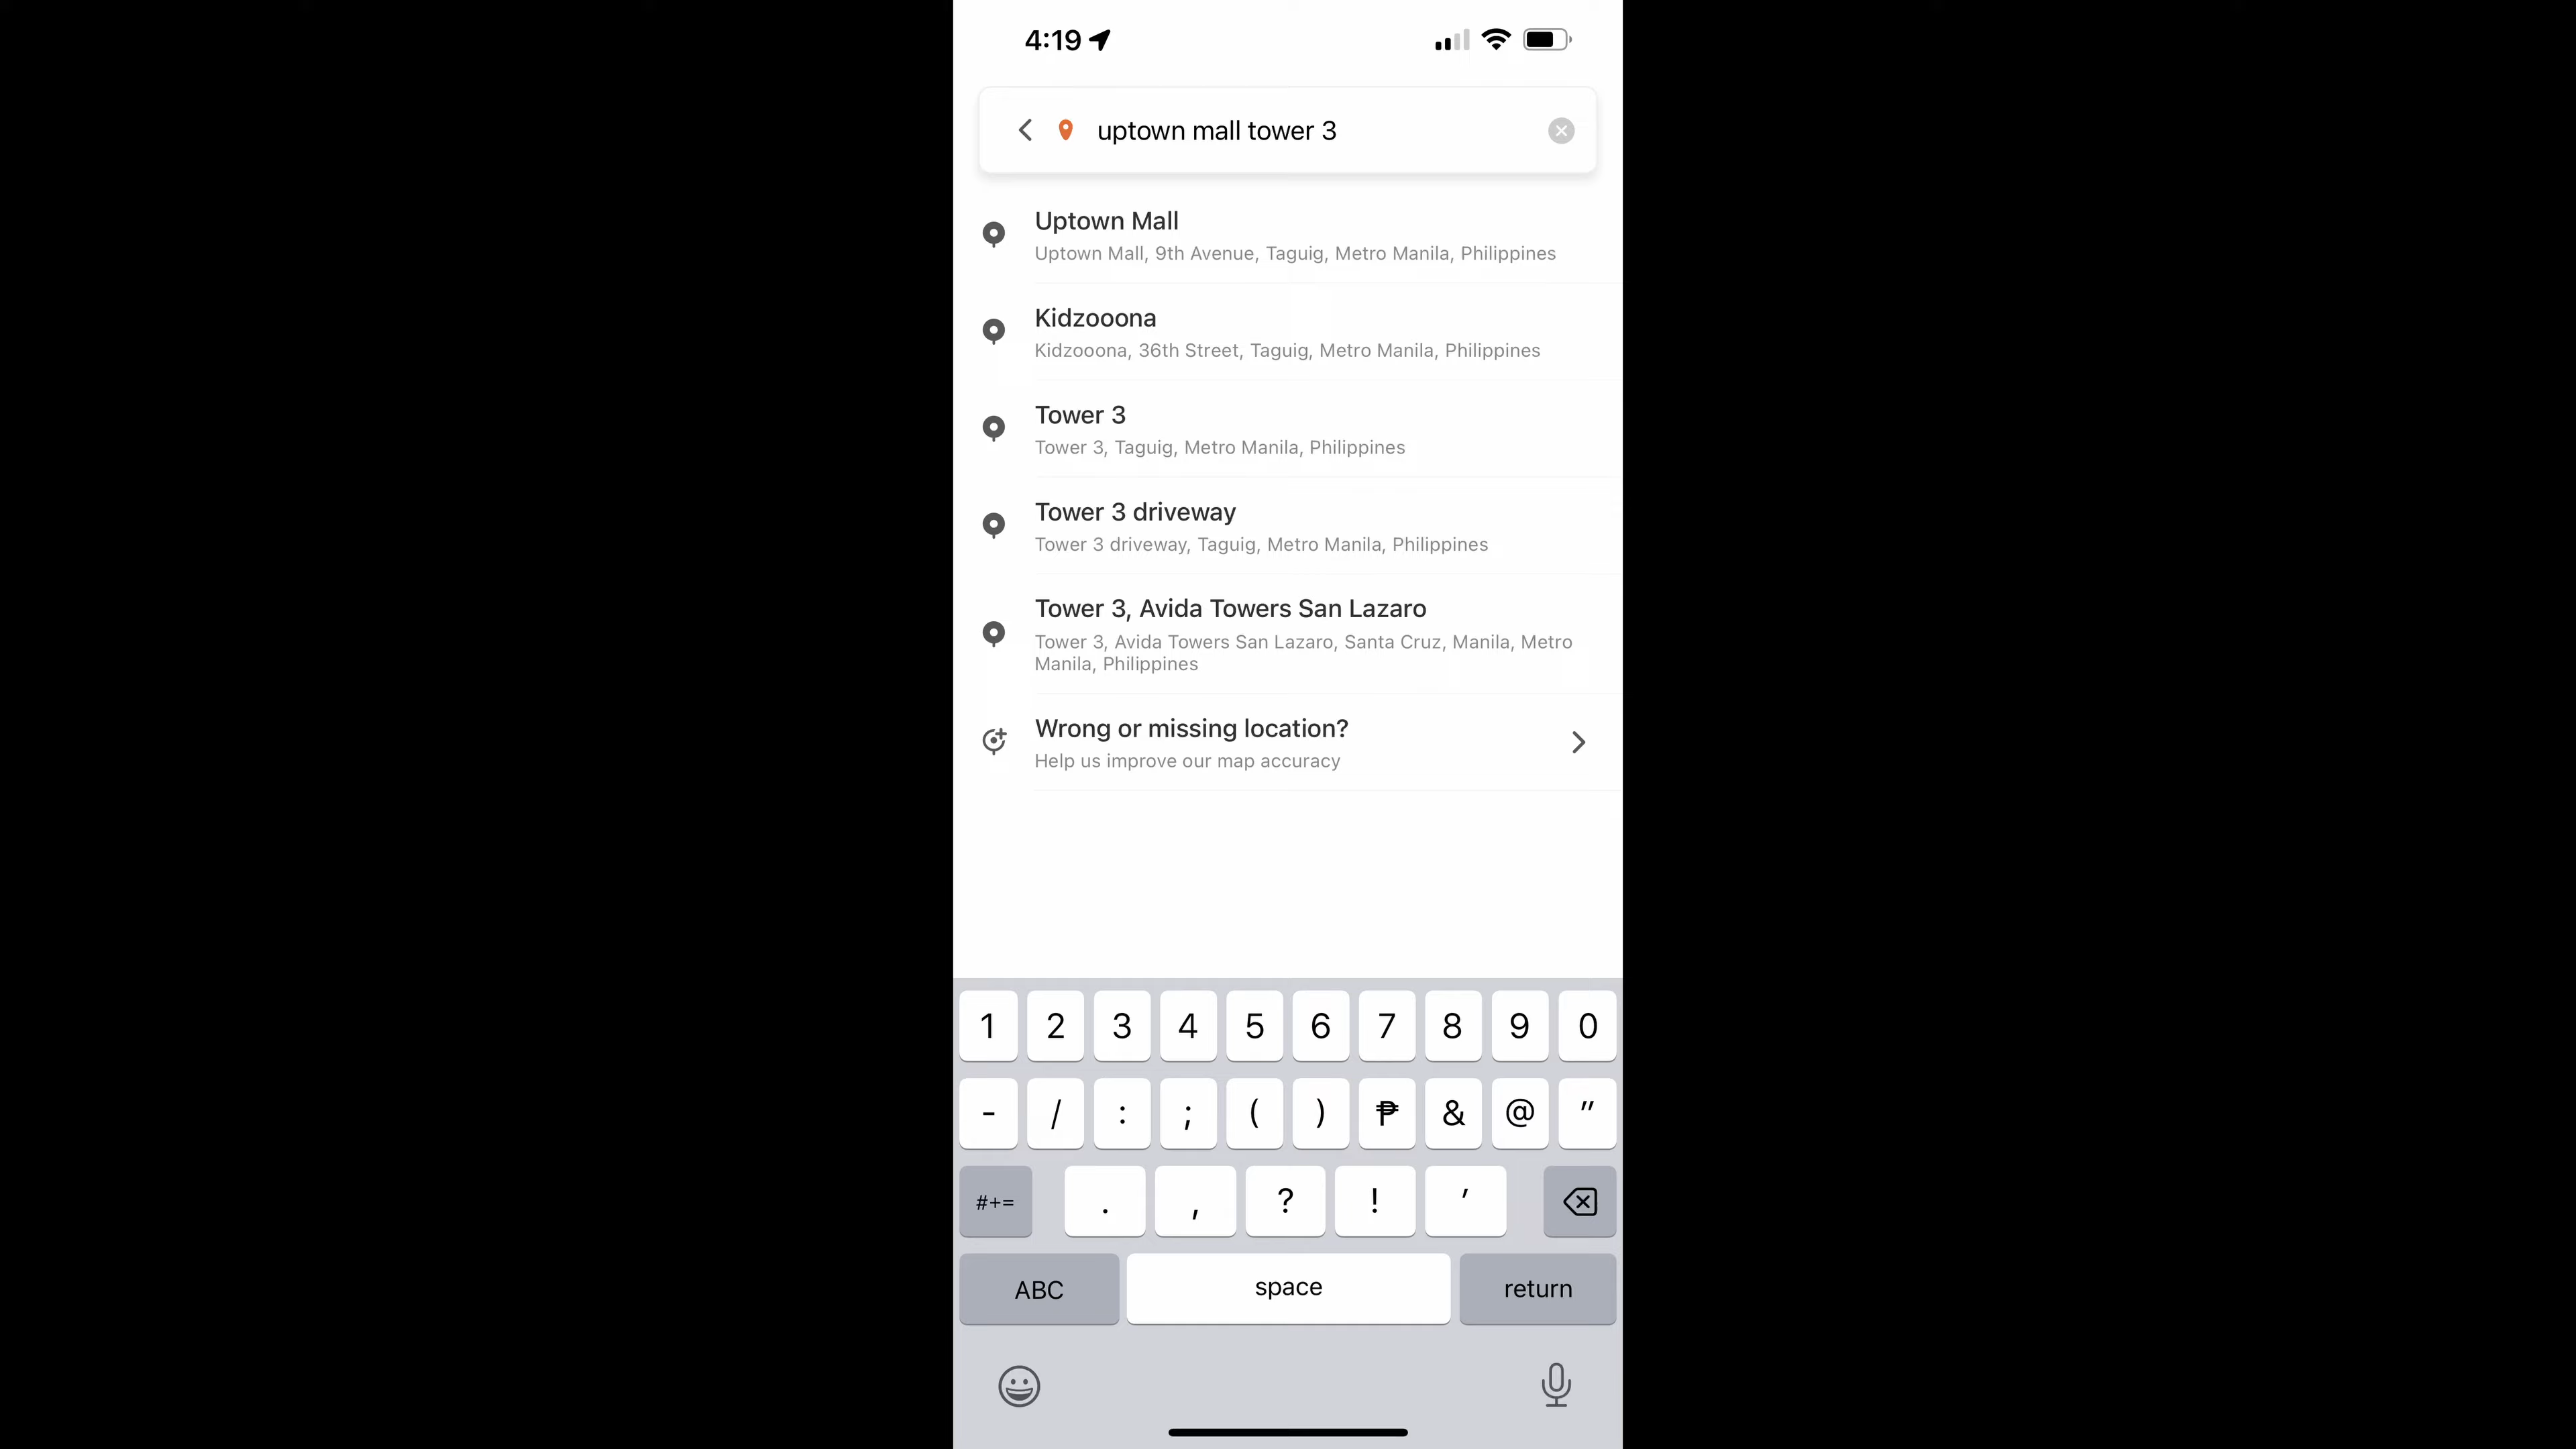 4:19
uptown mall tower 3
Uptown Mall
Uptown Mall, 9th Avenue, Taguig, Metro Manila, Philippines
Kidzooona
Kidzooona, 36th Street, Taguig, Metro Manila, Philippines
Tower 3
Tower 3, Taguig, Metro Manila, Philippines
Tower 3 driveway
Tower 3 driveway, Taguig, Metro Manila, Philippines
Tower 3, Avida Towers San Lazaro
Tower 3, Avida Towers San Lazaro, Santa Cruz, Manila, Metro
Manila, Philippines
Wrong or missing location?
Help us improve our map accuracy
1 2 3 4 5 6 7 8 9 0
- / : ; ( ) ₱ & @ "
#+= . , ? ! '
ABC space return